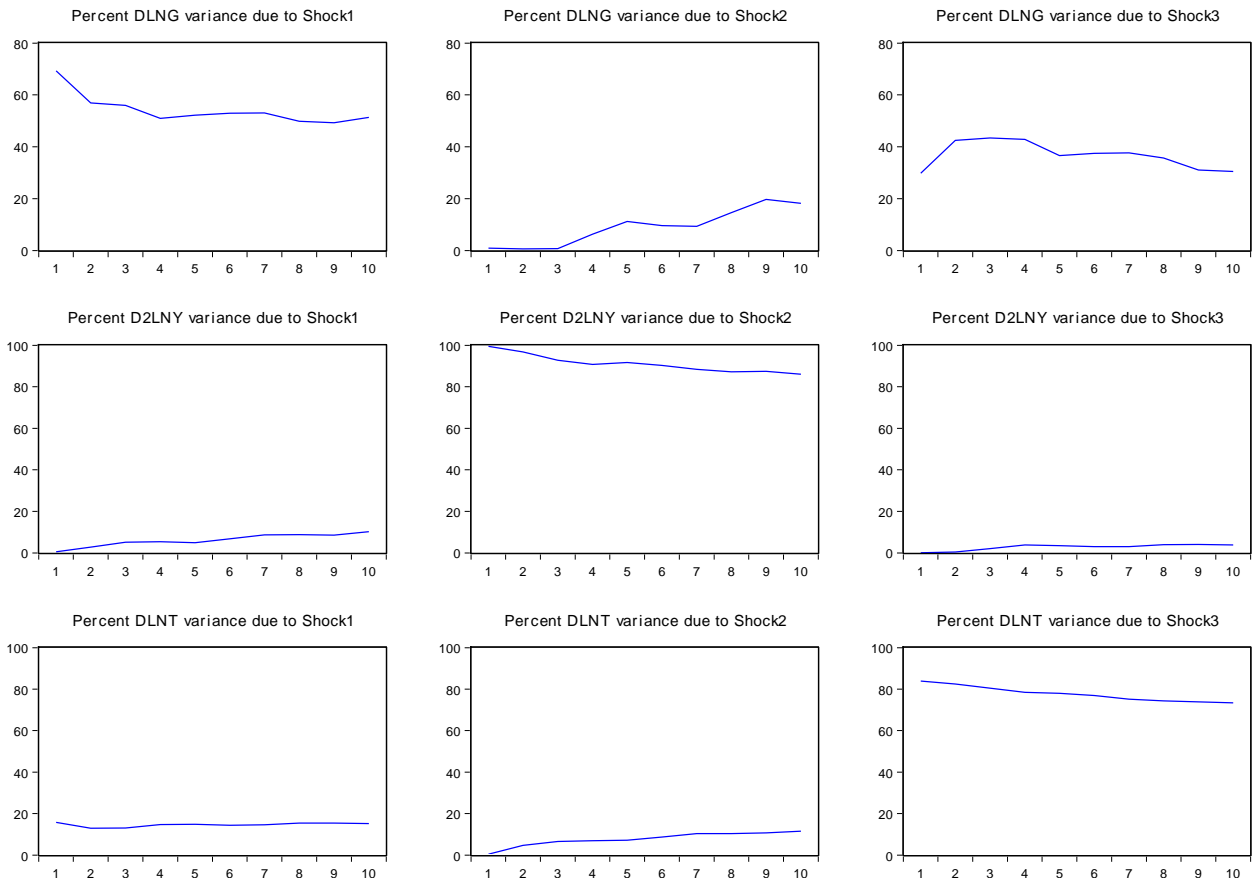 Percent DLNG variance due to Shock1
80
60
40
20
0
1 2 3 4 5 6 7 8 9 10
Percent DLNG variance due to Shock2
80
60
40
20
0
1 2 3 4 5 6 7 8 9 10
Percent DLNG variance due to Shock3
80
60
40
20
0
1 2 3 4 5 6 7 8 9 10
Percent D2LNY variance due to Shock1
100
80
60
40
20
0
1 2 3 4 5 6 7 8 9 10
Percent D2LNY variance due to Shock2
100
80
60
40
20
0
1 2 3 4 5 6 7 8 9 10
Percent D2LNY variance due to Shock3
100
80
60
40
20
0
1 2 3 4 5 6 7 8 9 10
Percent DLNT variance due to Shock1
100
80
60
40
20
0
1 2 3 4 5 6 7 8 9 10
Percent DLNT variance due to Shock2
100
80
60
40
20
0
1 2 3 4 5 6 7 8 9 10
Percent DLNT variance due to Shock3
100
80
60
40
20
0
1 2 3 4 5 6 7 8 9 10